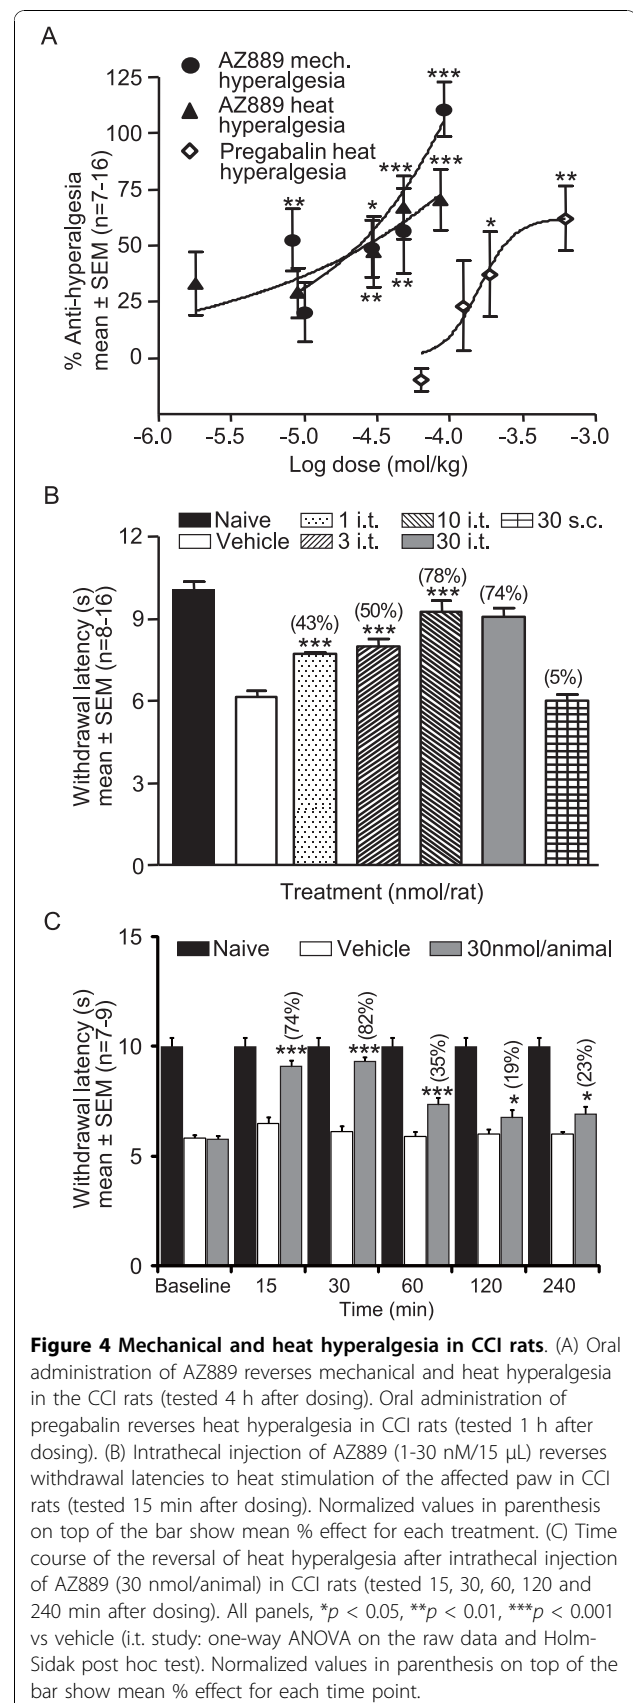 A
AZ889 mech.
hyperalgesia
AZ889 heat
hyperalgesia
Pregabalin heat
hyperalgesia
% Anti-hyperalgesia
mean ± SEM (n=7-16)
125
100
75
50
25
0
***
**
*
***
***
**
**
*
**
-6.0 -5.0 -4.5 -4.0 -3.5 -3.0
Log dose (mol/kg)
B
Naive 1 i.t. 10 i.t. 30 s.c.
Vehicle 3 i.t. 30 i.t.
Withdrawal latency (s)
mean ± SEM (n=8-16)
12
9
6
3
0
(43%)
***
(50%)
***
(78%)
***
(74%)
(5%)
Treatment (nmol/rat)
C
Naive Vehicle 30nmol/animal
Withdrawal latency (s)
mean ± SEM (n=7-9)
15
10
5
0
***(74%)
***(82%)
***(35%)
* (19%)
* (23%)
Baseline 15 30 60 120 240
Time (min)
Figure 4 Mechanical and heat hyperalgesia in CCI rats. (A) Oral
administration of AZ889 reverses mechanical and heat hyperalgesia
in the CCI rats (tested 4 h after dosing). Oral administration of
pregabalin reverses heat hyperalgesia in CCI rats (tested 1 h after
dosing). (B) Intrathecal injection of AZ889 (1-30 nM/15 μL) reverses
withdrawal latencies to heat stimulation of the affected paw in CCI
rats (tested 15 min after dosing). Normalized values in parenthesis
on top of the bar show mean % effect for each treatment. (C) Time
course of the reversal of heat hyperalgesia after intrathecal injection
of AZ889 (30 nmol/animal) in CCI rats (tested 15, 30, 60, 120 and
240 min after dosing). All panels, *p < 0.05, **p < 0.01, ***p < 0.001
vs vehicle (i.t. study: one-way ANOVA on the raw data and Holm-
Sidak post hoc test). Normalized values in parenthesis on top of the
bar show mean % effect for each time point.